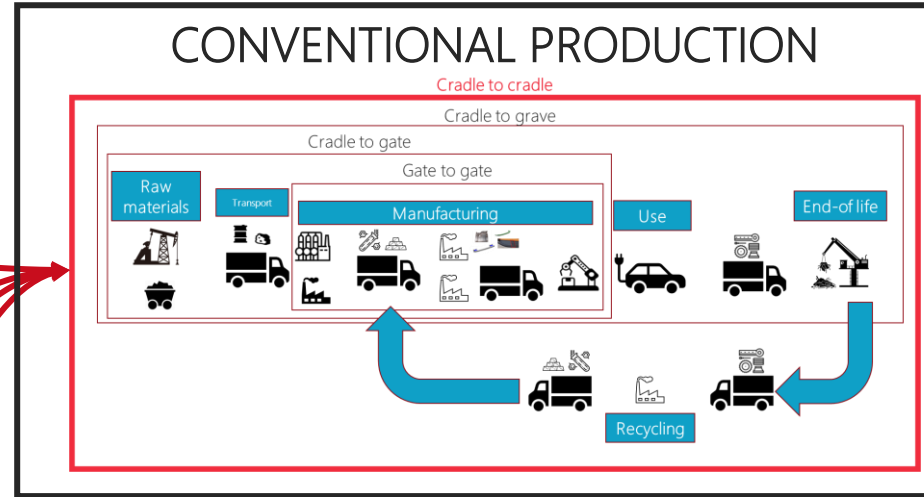 CONVENTIONAL PRODUCTION
Cradle to cradle
Cradle to grave
Cradle to gate
Gate to gate
Raw
materials
Transport
Manufacturing
Use
End-of life
Recycling